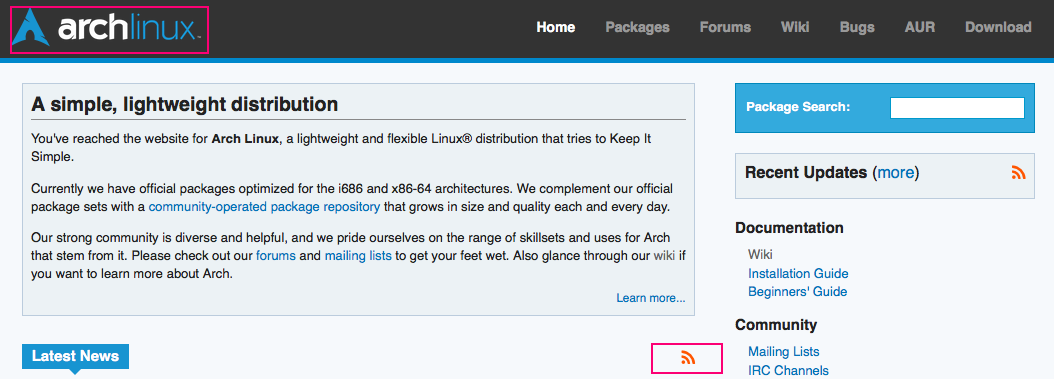 archlinux™
Home Packages Forums Wiki Bugs AUR Download
A simple, lightweight distribution
You've reached the website for Arch Linux, a lightweight and flexible Linux® distribution that tries to Keep It
Simple.
Currently we have official packages optimized for the i686 and x86-64 architectures. We complement our official
package sets with a community-operated package repository that grows in size and quality each and every day.
Our strong community is diverse and helpful, and we pride ourselves on the range of skillsets and uses for Arch
that stem from it. Please check out our forums and mailing lists to get your feet wet. Also glance through our wiki if
you want to learn more about Arch.
Learn more...
Latest News
Package Search:
Recent Updates (more)
Documentation
Wiki
Installation Guide
Beginners' Guide
Community
Mailing Lists
IRC Channels